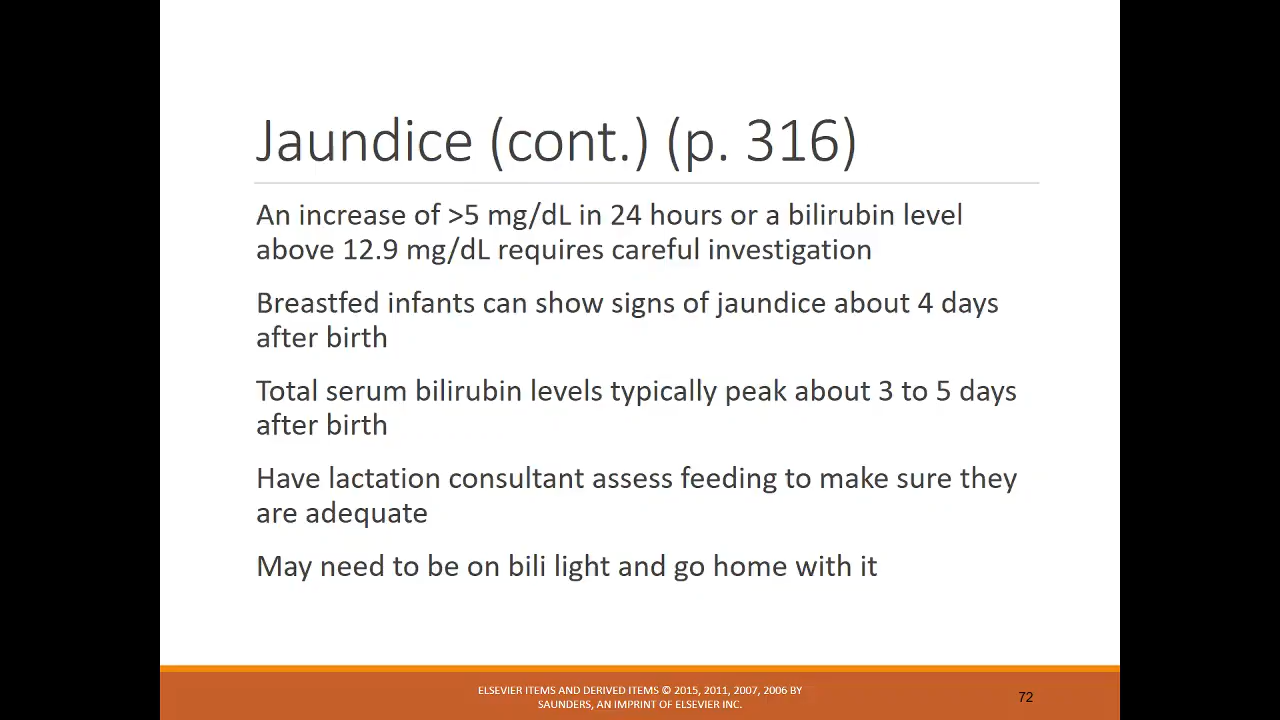 Jaundice (cont.) (p. 316)
An increase of >5 mg/dL in 24 hours or a bilirubin level
above 12.9 mg/dL requires careful investigation
Breastfed infants can show signs of jaundice about 4 days
after birth
Total serum bilirubin levels typically peak about 3 to 5 days
after birth
Have lactation consultant assess feeding to make sure they
are adequate
May need to be on bili light and go home with it
ELSEVIER ITEMS AND DERIVED ITEMS © 2015, 2011, 2007, 2006 BY
SAUNDERS, AN IMPRINT OF ELSEVIER INC.
72